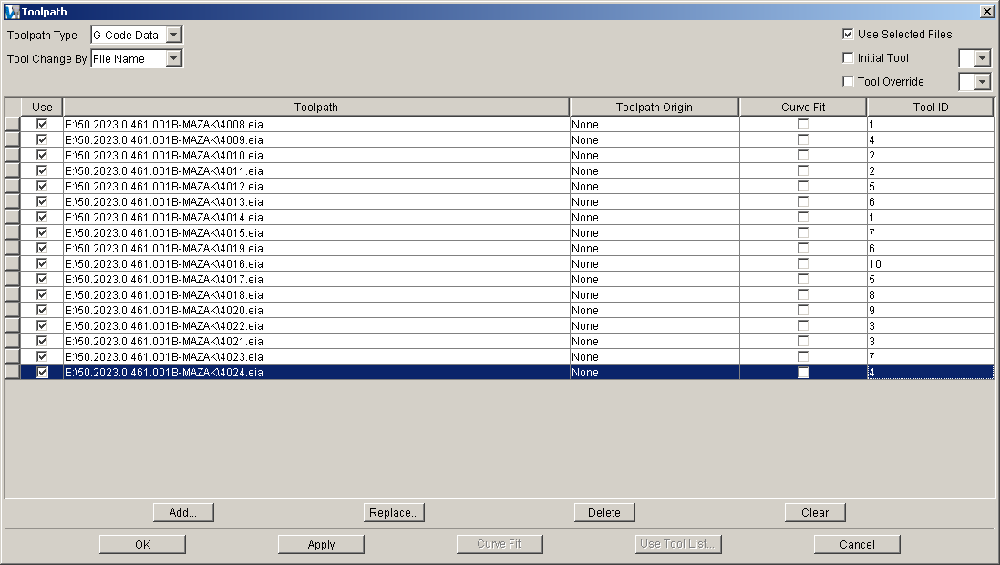 Toolpath
Toolpath Type G-Code Data Use Selected Files
Tool Change By File Name Initial Tool
Tool Override
Use Toolpath Toolpath Origin Curve Fit Tool ID
E:\50.2023.0.461.001B-MAZAK\4008.eia None 1
E:\50.2023.0.461.001B-MAZAK\4009.eia None 4
E:\50.2023.0.461.001B-MAZAK\4010.eia None 2
E:\50.2023.0.461.001B-MAZAK\4011.eia None 2
E:\50.2023.0.461.001B-MAZAK\4012.eia None 5
E:\50.2023.0.461.001B-MAZAK\4013.eia None 6
E:\50.2023.0.461.001B-MAZAK\4014.eia None 1
E:\50.2023.0.461.001B-MAZAK\4015.eia None 7
E:\50.2023.0.461.001B-MAZAK\4019.eia None 6
E:\50.2023.0.461.001B-MAZAK\4016.eia None 10
E:\50.2023.0.461.001B-MAZAK\4017.eia None 5
E:\50.2023.0.461.001B-MAZAK\4018.eia None 8
E:\50.2023.0.461.001B-MAZAK\4020.eia None 9
E:\50.2023.0.461.001B-MAZAK\4022.eia None 3
E:\50.2023.0.461.001B-MAZAK\4021.eia None 3
E:\50.2023.0.461.001B-MAZAK\4023.eia None 7
E:\50.2023.0.461.001B-MAZAK\4024.eia None 4
Add... Replace... Delete Clear
OK Apply Curve Fit Use Tool List... Cancel